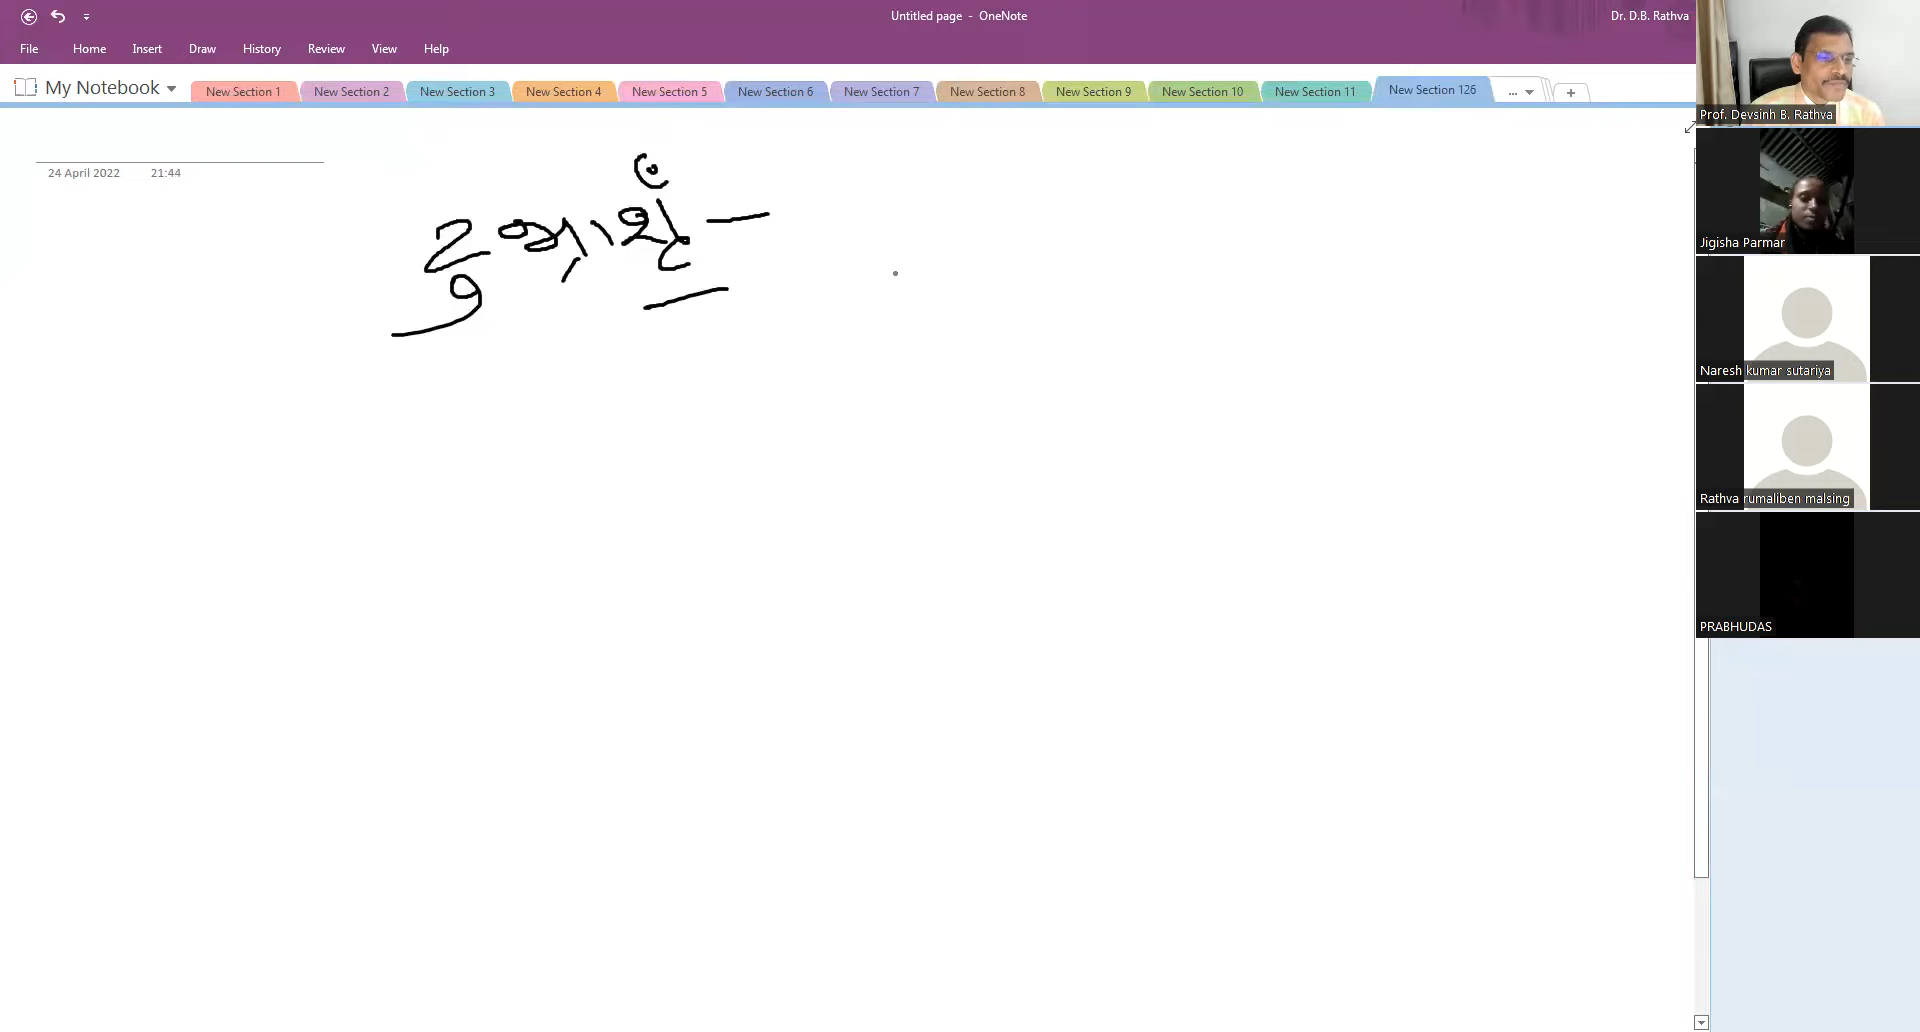 Untitled page - OneNote
Dr. D.B. Rathva
File Home Insert Draw History Review View Help
My Notebook New Section 1 New Section 2 New Section 3 New Section 4 New Section 5 New Section 6 New Section 7 New Section 8 New Section 9 New Section 10 New Section 11 New Section 126 ... +
24 April 2022 21:44
Prof. Devsinh B. Rathva
Jigisha Parmar
Naresh kumar sutariya
Rathva rumaliben malsing
PRABHUDAS